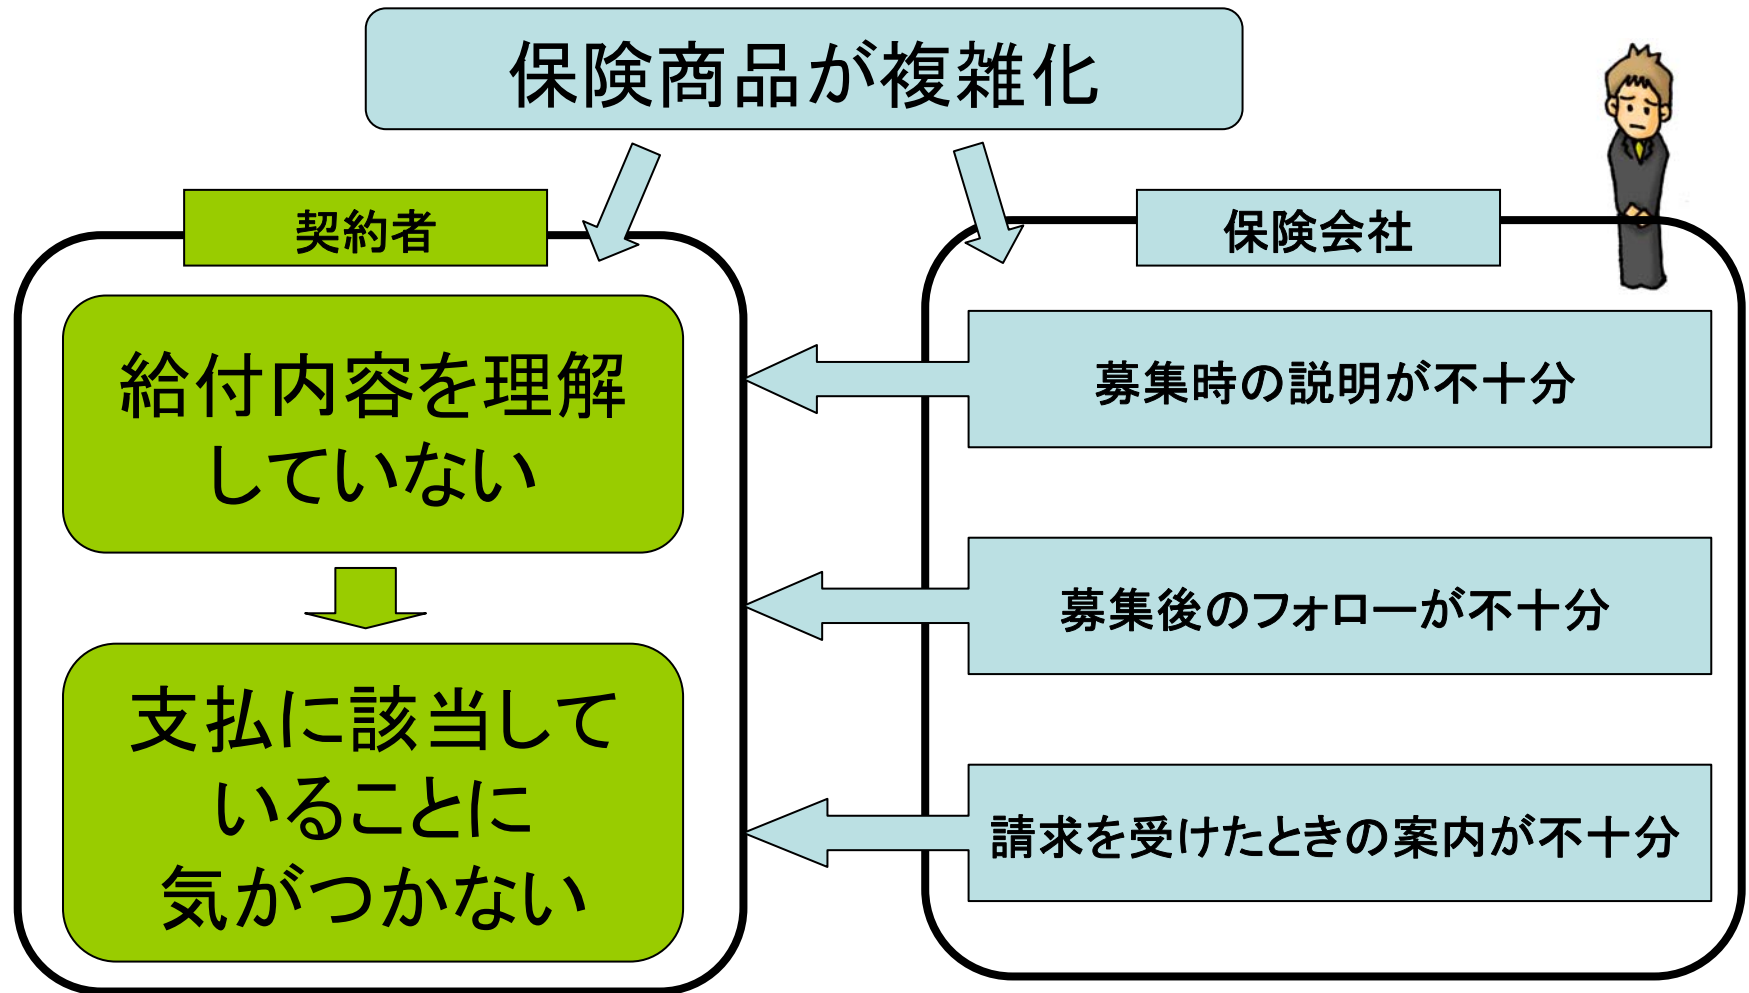 保険商品が複雑化
契約者
給付内容を理解
していない
支払に該当して
いることに
気がつかない
保険会社
募集時の説明が不十分
募集後のフォローが不十分
請求を受けたときの案内が不十分